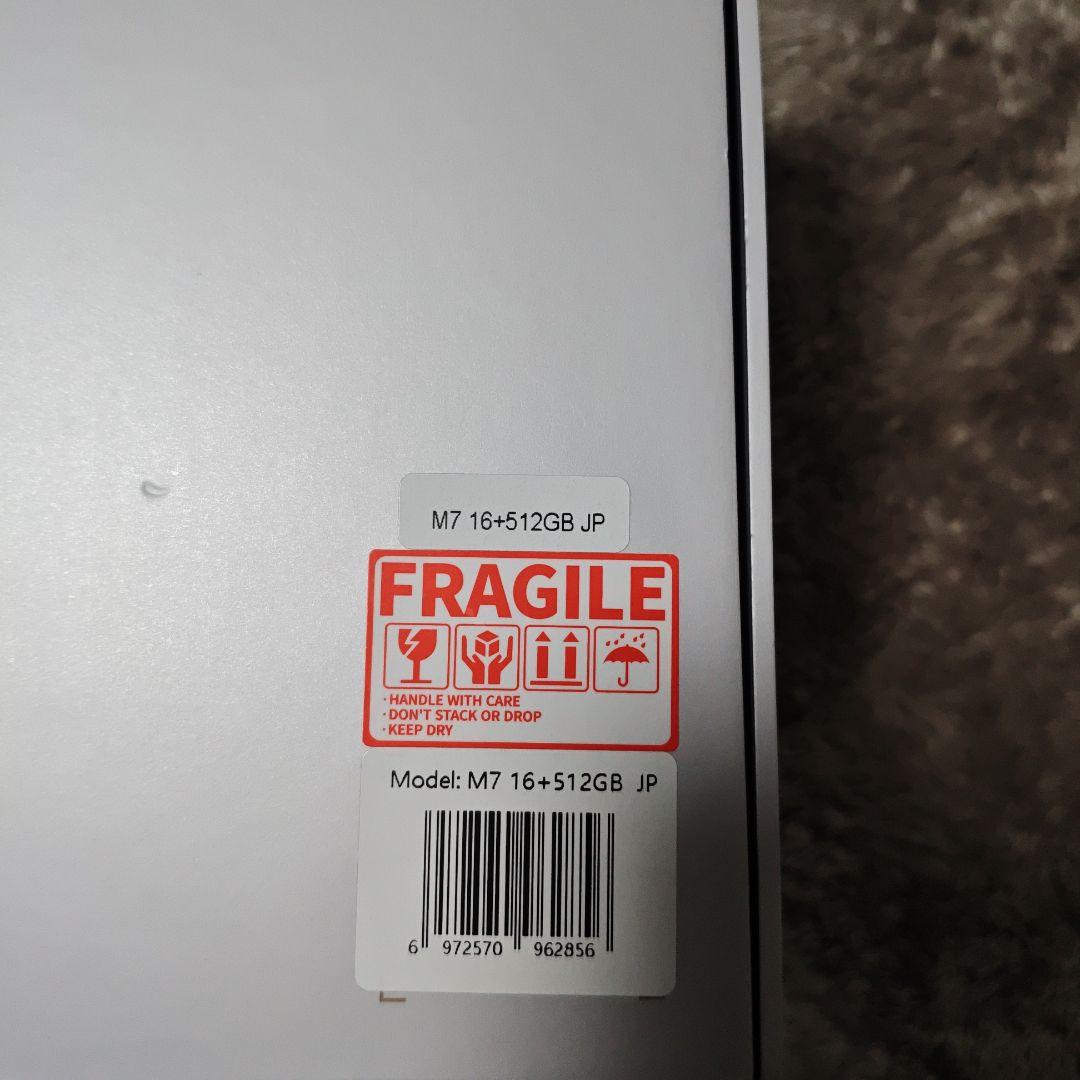 M7 16+512GB JP
FRAGILE
·HANDLE WITH CARE
·DON'T STACK OR DROP
·KEEP DRY
Model: M7 16+512GB JP
6 972570 962856